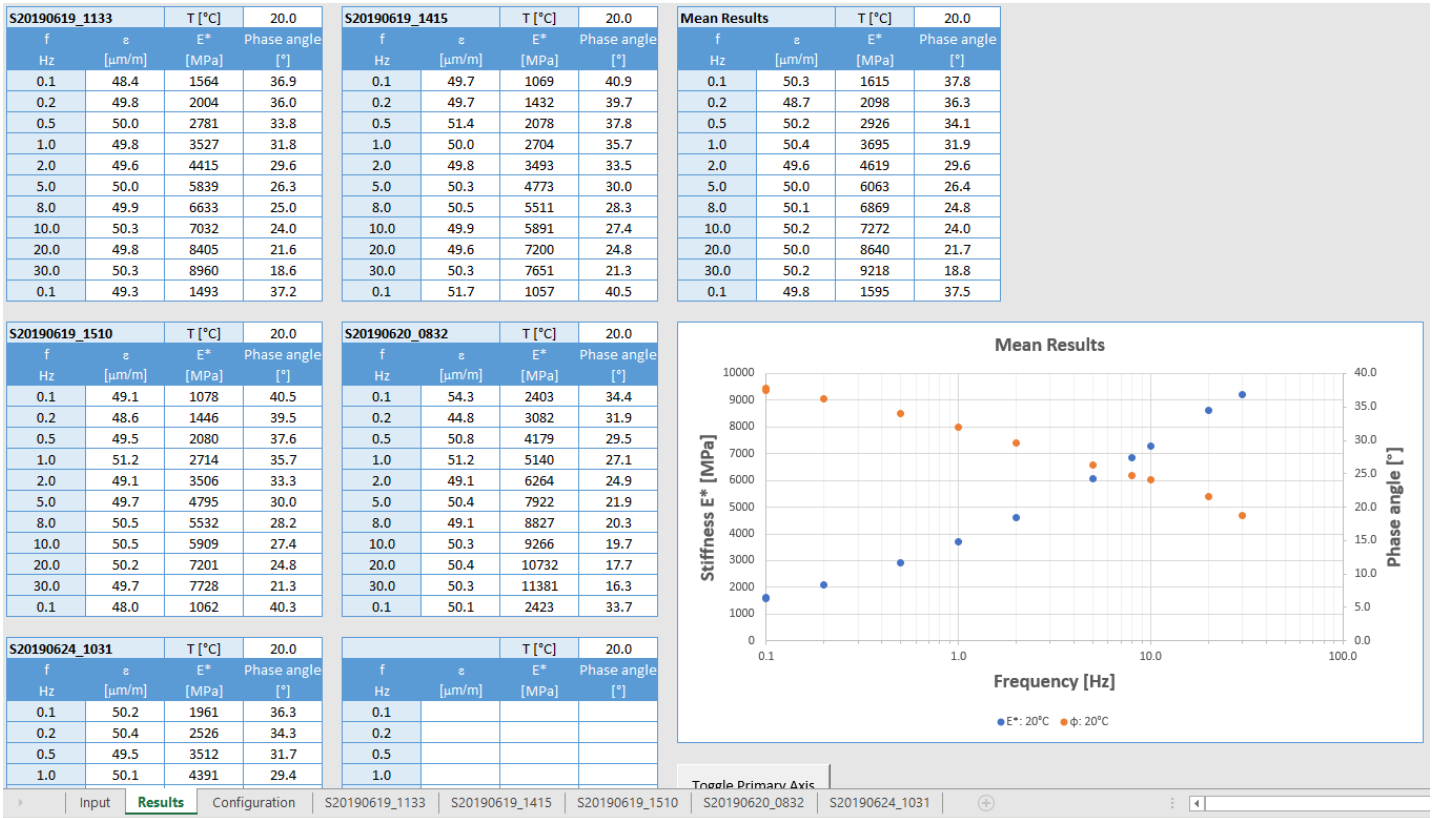 S20190619_1133 T [°C] 20.0
f ε E* Phase angle
Hz [µm/m] [MPa] [°]
0.1 48.4 1564 36.9
0.2 49.8 2004 36.0
0.5 50.0 2781 33.8
1.0 49.8 3527 31.8
2.0 49.6 4415 29.6
5.0 50.0 5839 26.3
8.0 49.9 6633 25.0
10.0 50.3 7032 24.0
20.0 49.8 8405 21.6
30.0 50.3 8960 18.6
0.1 49.3 1493 37.2
S20190619_1415 T [°C] 20.0
f ε E* Phase angle
Hz [µm/m] [MPa] [°]
0.1 49.7 1069 40.9
0.2 49.7 1432 39.7
0.5 51.4 2078 37.8
1.0 50.0 2704 35.7
2.0 49.8 3493 33.5
5.0 50.3 4773 30.0
8.0 50.5 5511 28.3
10.0 49.9 5891 27.4
20.0 49.6 7200 24.8
30.0 50.3 7651 21.3
0.1 51.7 1057 40.5
Mean Results T [°C] 20.0
f ε E* Phase angle
Hz [µm/m] [MPa] [°]
0.1 50.3 1615 37.8
0.2 48.7 2098 36.3
0.5 50.2 2926 34.1
1.0 50.4 3695 31.9
2.0 49.6 4619 29.6
5.0 50.0 6063 26.4
8.0 50.1 6869 24.8
10.0 50.2 7272 24.0
20.0 50.0 8640 21.7
30.0 50.2 9218 18.8
0.1 49.8 1595 37.5
S20190619_1510 T [°C] 20.0
f ε E* Phase angle
Hz [µm/m] [MPa] [°]
0.1 49.1 1078 40.5
0.2 48.6 1446 39.5
0.5 49.5 2080 37.6
1.0 51.2 2714 35.7
2.0 49.1 3506 33.3
5.0 49.7 4795 30.0
8.0 50.5 5532 28.2
10.0 50.5 5909 27.4
20.0 50.2 7201 24.8
30.0 49.7 7728 21.3
0.1 48.0 1062 40.3
S20190620_0832 T [°C] 20.0
f ε E* Phase angle
Hz [µm/m] [MPa] [°]
0.1 54.3 2403 34.4
0.2 44.8 3082 31.9
0.5 50.8 4179 29.5
1.0 51.2 5140 27.1
2.0 49.1 6264 24.9
5.0 50.4 7922 21.9
8.0 49.1 8827 20.3
10.0 50.3 9266 19.7
20.0 50.4 10732 17.7
30.0 50.3 11381 16.3
0.1 50.1 2423 33.7
Mean Results
10000
9000
8000
7000
6000
5000
4000
3000
2000
1000
0
Stiffness E* [MPa]
40.0
35.0
30.0
25.0
20.0
15.0
10.0
5.0
0.0
Phase angle [°]
0.1 1.0 10.0 100.0
Frequency [Hz]
E*: 20°C ϕ: 20°C
S20190624_1031 T [°C] 20.0
f ε E* Phase angle
Hz [µm/m] [MPa] [°]
0.1 50.2 1961 36.3
0.2 50.4 2526 34.3
0.5 49.5 3512 31.7
1.0 50.1 4391 29.4
T [°C] 20.0
f ε E* Phase angle
Hz [µm/m] [MPa] [°]
0.1
0.2
0.5
1.0
Toggle Primary Axis
Input Results Configuration S20190619_1133 S20190619_1415 S20190619_1510 S20190620_0832 S20190624_1031